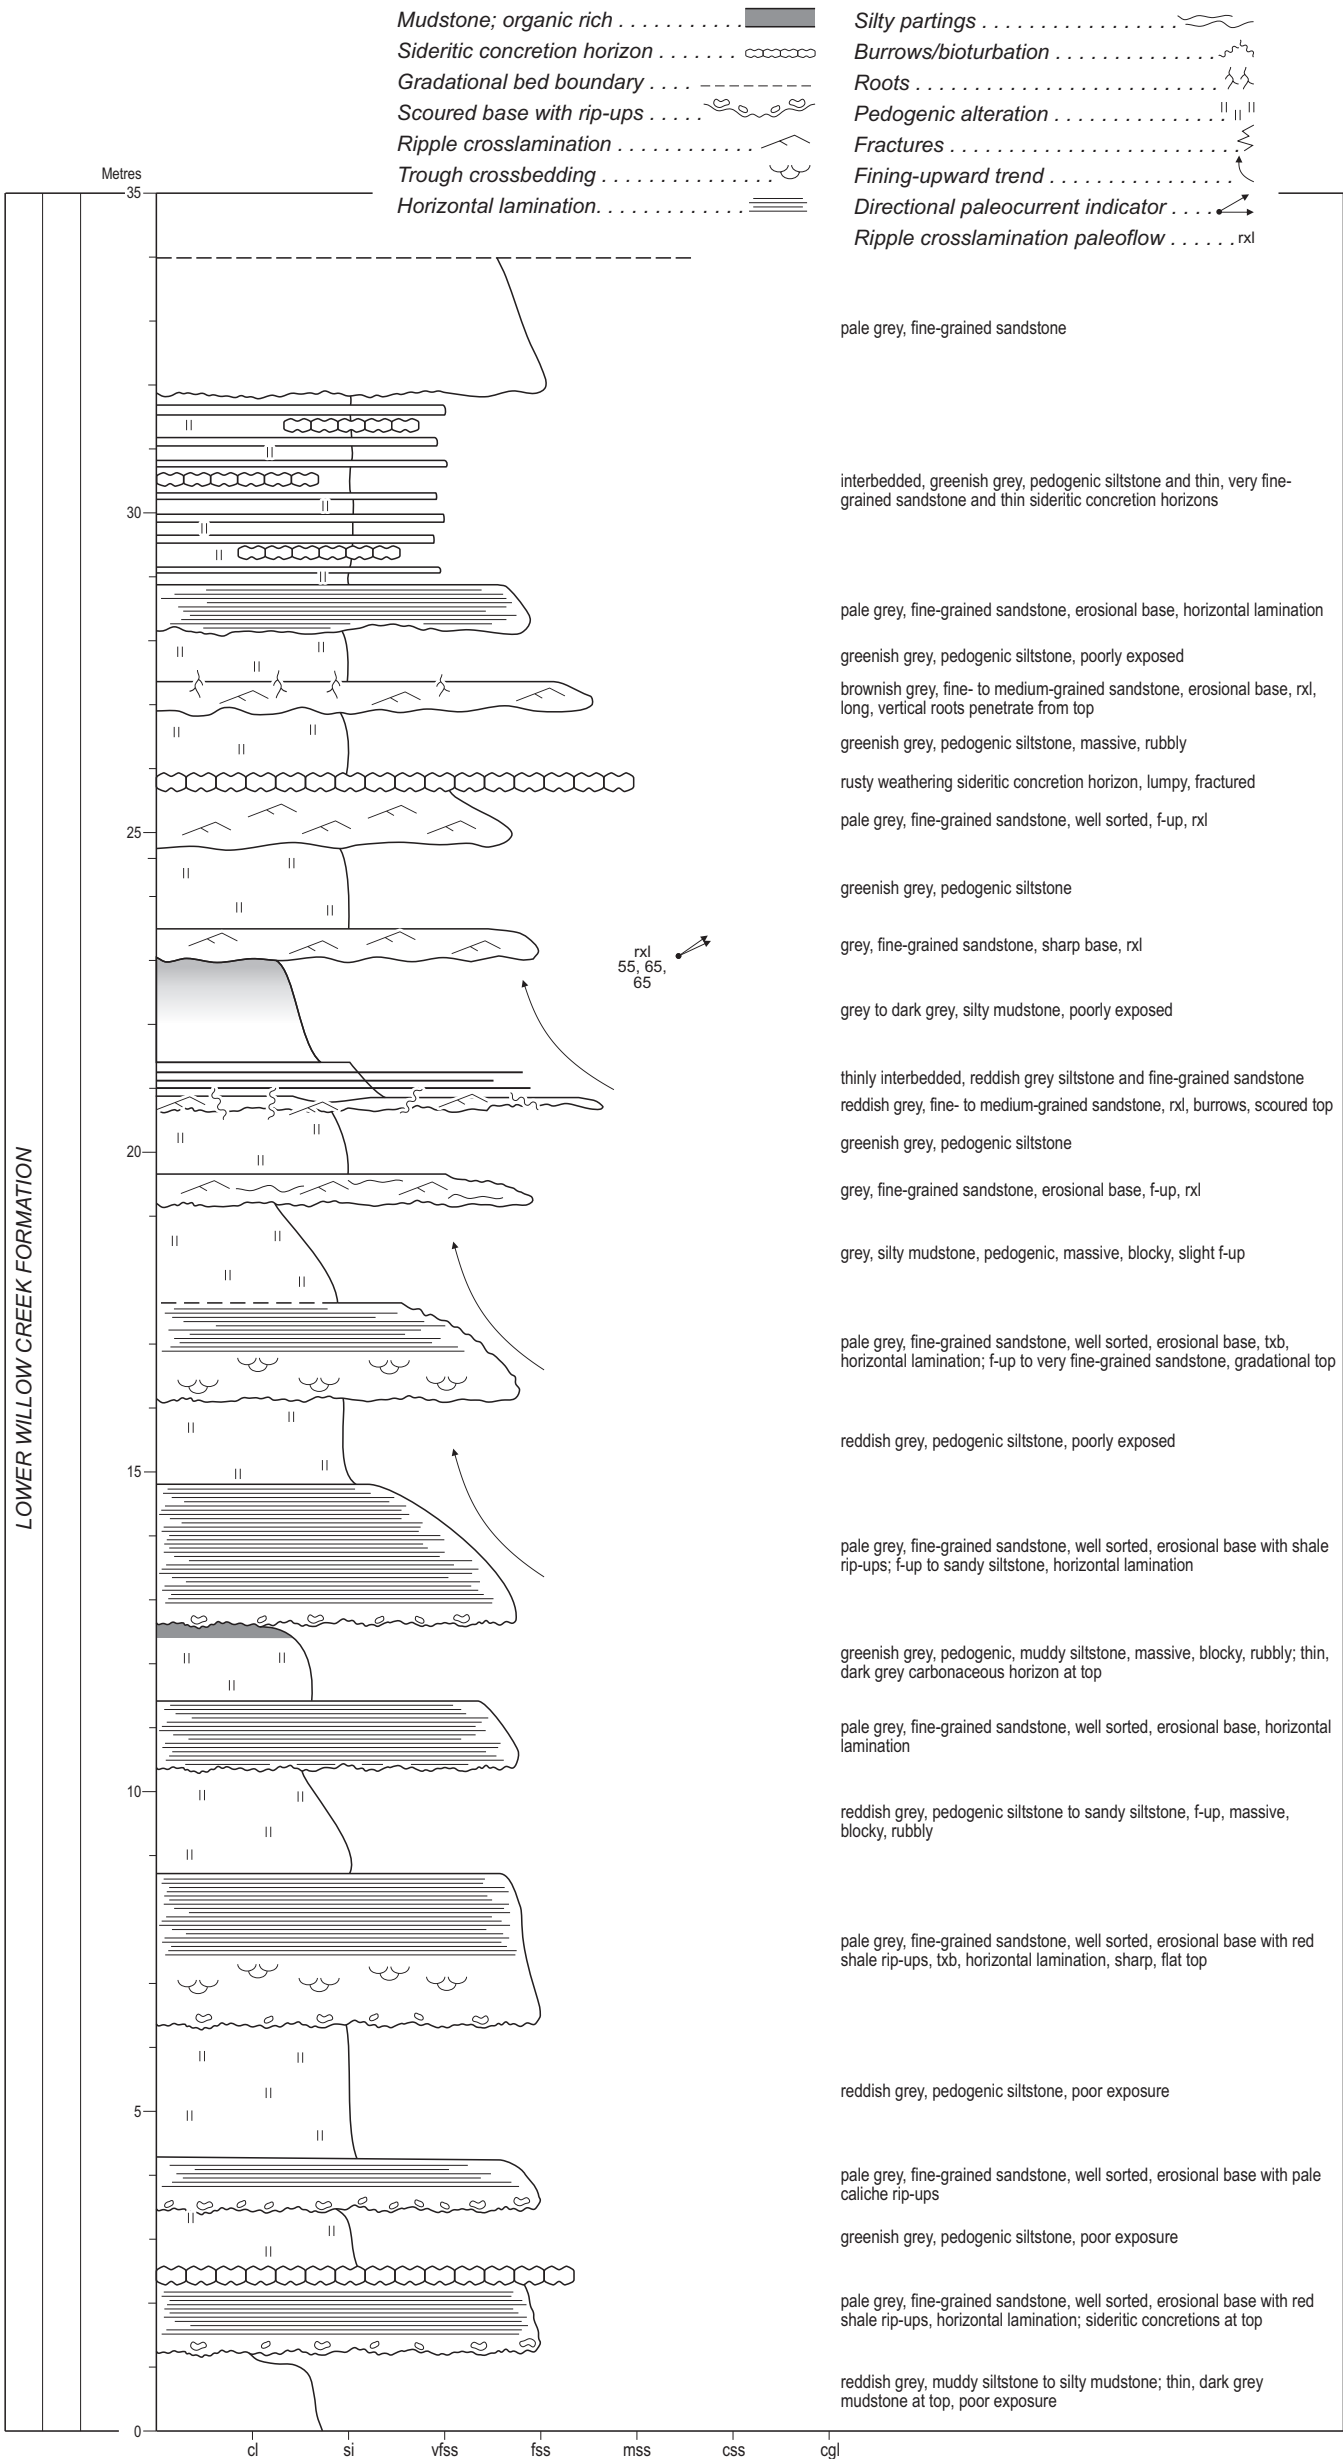 Mudstone; organic rich . . . . . . . . . . .
Sideritic concretion horizon . . . . . . .
Gradational bed boundary . . . .
Scoured base with rip-ups . . . . .
Ripple crosslamination . . . . . . . . . . . .
Trough crossbedding . . . . . . . . . . . . . . .
Horizontal lamination. . . . . . . . . . . . .
Silty partings . . . . . . . . . . . . . . . . . .
Burrows/bioturbation . . . . . . . . . . . . . .
Roots . . . . . . . . . . . . . . . . . . . . . . . . . .
Pedogenic alteration . . . . . . . . . . . . . . .
Fractures . . . . . . . . . . . . . . . . . . . . . . . .
Fining-upward trend . . . . . . . . . . . . . . . .
Directional paleocurrent indicator . . . .
Ripple crosslamination paleoflow . . . . . . rxl
Metres
35
pale grey, fine-grained sandstone
interbedded, greenish grey, pedogenic siltstone and thin, very fine-
grained sandstone and thin sideritic concretion horizons
30
pale grey, fine-grained sandstone, erosional base, horizontal lamination
greenish grey, pedogenic siltstone, poorly exposed
brownish grey, fine- to medium-grained sandstone, erosional base, rxl,
long, vertical roots penetrate from top
greenish grey, pedogenic siltstone, massive, rubbly
rusty weathering sideritic concretion horizon, lumpy, fractured
pale grey, fine-grained sandstone, well sorted, f-up, rxl
25
greenish grey, pedogenic siltstone
grey, fine-grained sandstone, sharp base, rxl
rxl
55, 65,
65
grey to dark grey, silty mudstone, poorly exposed
thinly interbedded, reddish grey siltstone and fine-grained sandstone
reddish grey, fine- to medium-grained sandstone, rxl, burrows, scoured top
greenish grey, pedogenic siltstone
20
grey, fine-grained sandstone, erosional base, f-up, rxl
grey, silty mudstone, pedogenic, massive, blocky, slight f-up
LOWER WILLOW CREEK FORMATION
pale grey, fine-grained sandstone, well sorted, erosional base, txb,
horizontal lamination; f-up to very fine-grained sandstone, gradational top
reddish grey, pedogenic siltstone, poorly exposed
15
pale grey, fine-grained sandstone, well sorted, erosional base with shale
rip-ups; f-up to sandy siltstone, horizontal lamination
greenish grey, pedogenic, muddy siltstone, massive, blocky, rubbly; thin,
dark grey carbonaceous horizon at top
pale grey, fine-grained sandstone, well sorted, erosional base, horizontal
lamination
10
reddish grey, pedogenic siltstone to sandy siltstone, f-up, massive,
blocky, rubbly
pale grey, fine-grained sandstone, well sorted, erosional base with red
shale rip-ups, txb, horizontal lamination, sharp, flat top
reddish grey, pedogenic siltstone, poor exposure
5
pale grey, fine-grained sandstone, well sorted, erosional base with pale
caliche rip-ups
greenish grey, pedogenic siltstone, poor exposure
pale grey, fine-grained sandstone, well sorted, erosional base with red
shale rip-ups, horizontal lamination; sideritic concretions at top
reddish grey, muddy siltstone to silty mudstone; thin, dark grey
mudstone at top, poor exposure
0
cl si vfss fss mss css cgl